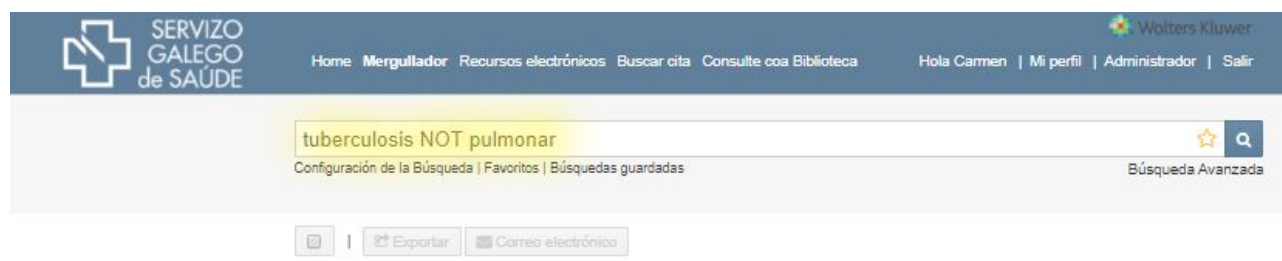 SERVIZO
GALEGO
de SAÚDE
Wolters Kluwer
Home Mergullador Recursos electrónicos Buscar cita Consulte coa Biblioteca Hola Carmen | Mi perfil | Administrador | Salir
tuberculosis NOT pulmonar
Configuración de la Búsqueda | Favoritos | Búsquedas guardadas Búsqueda Avanzada
| Exportar Correo electrónico